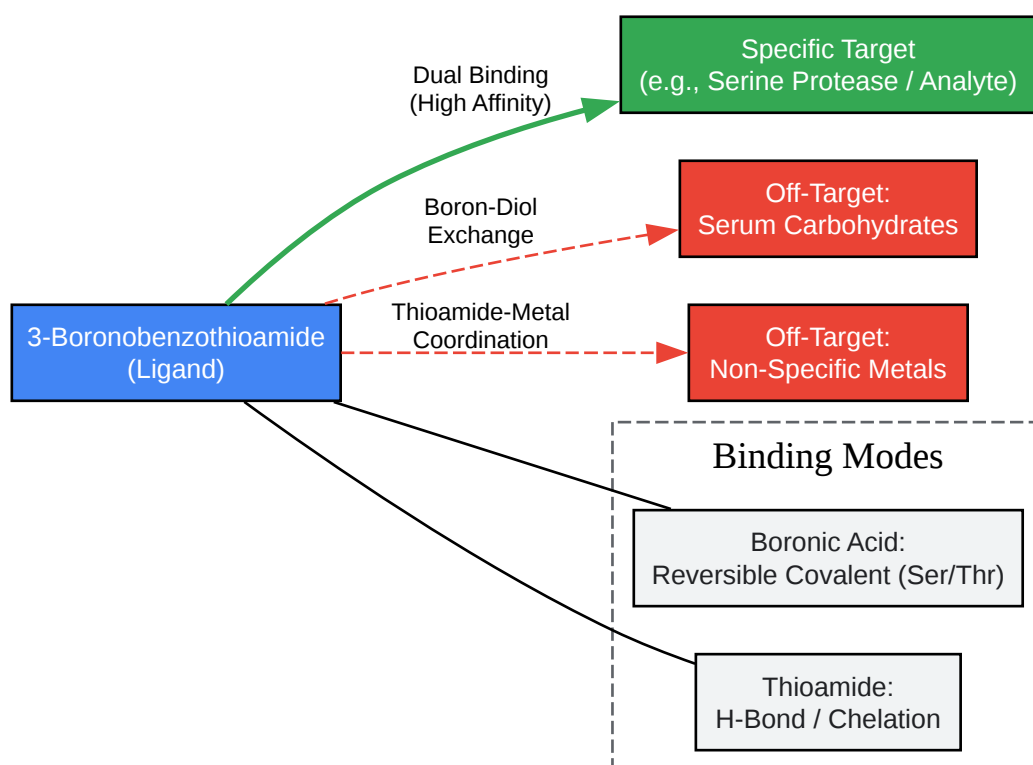 Specific Target
(e.g., Serine Protease / Analyte)
Dual Binding
(High Affinity)
Off-Target:
Serum Carbohydrates
Boron-Diol
Exchange
3-Boronobenzothioamide
(Ligand)
Thioamide-Metal
Coordination
Off-Target:
Non-Specific Metals
Binding Modes
Boronic Acid:
Reversible Covalent (Ser/Thr)
Thioamide:
H-Bond / Chelation